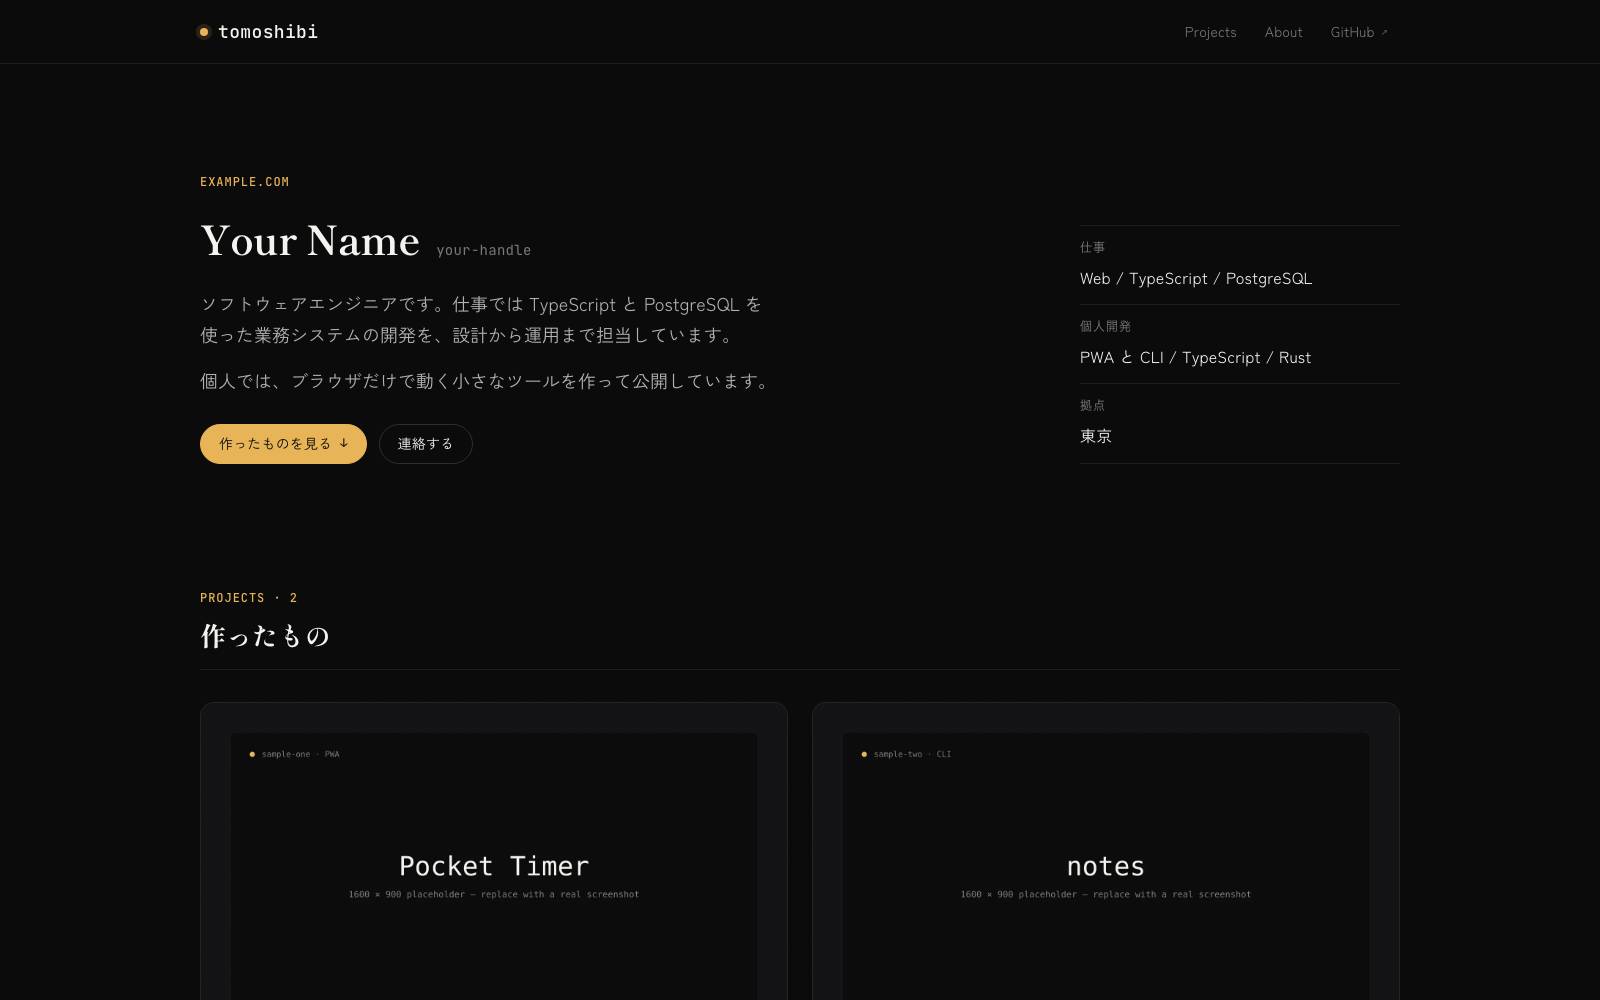 tomoshibi
Projects About GitHub ↗
EXAMPLE.COM
Your Name your-handle
ソフトウェアエンジニアです。仕事では TypeScript と PostgreSQL を
使った業務システムの開発を、設計から運用まで担当しています。
個人では、ブラウザだけで動く小さなツールを作って公開しています。
作ったものを見る ↓ 連絡する
仕事
Web / TypeScript / PostgreSQL
個人開発
PWA と CLI / TypeScript / Rust
拠点
東京
PROJECTS · 2
作ったもの
sample-one · PWA
Pocket Timer
1600 × 900 placeholder — replace with a real screenshot
sample-two · CLI
notes
1600 × 900 placeholder — replace with a real screenshot